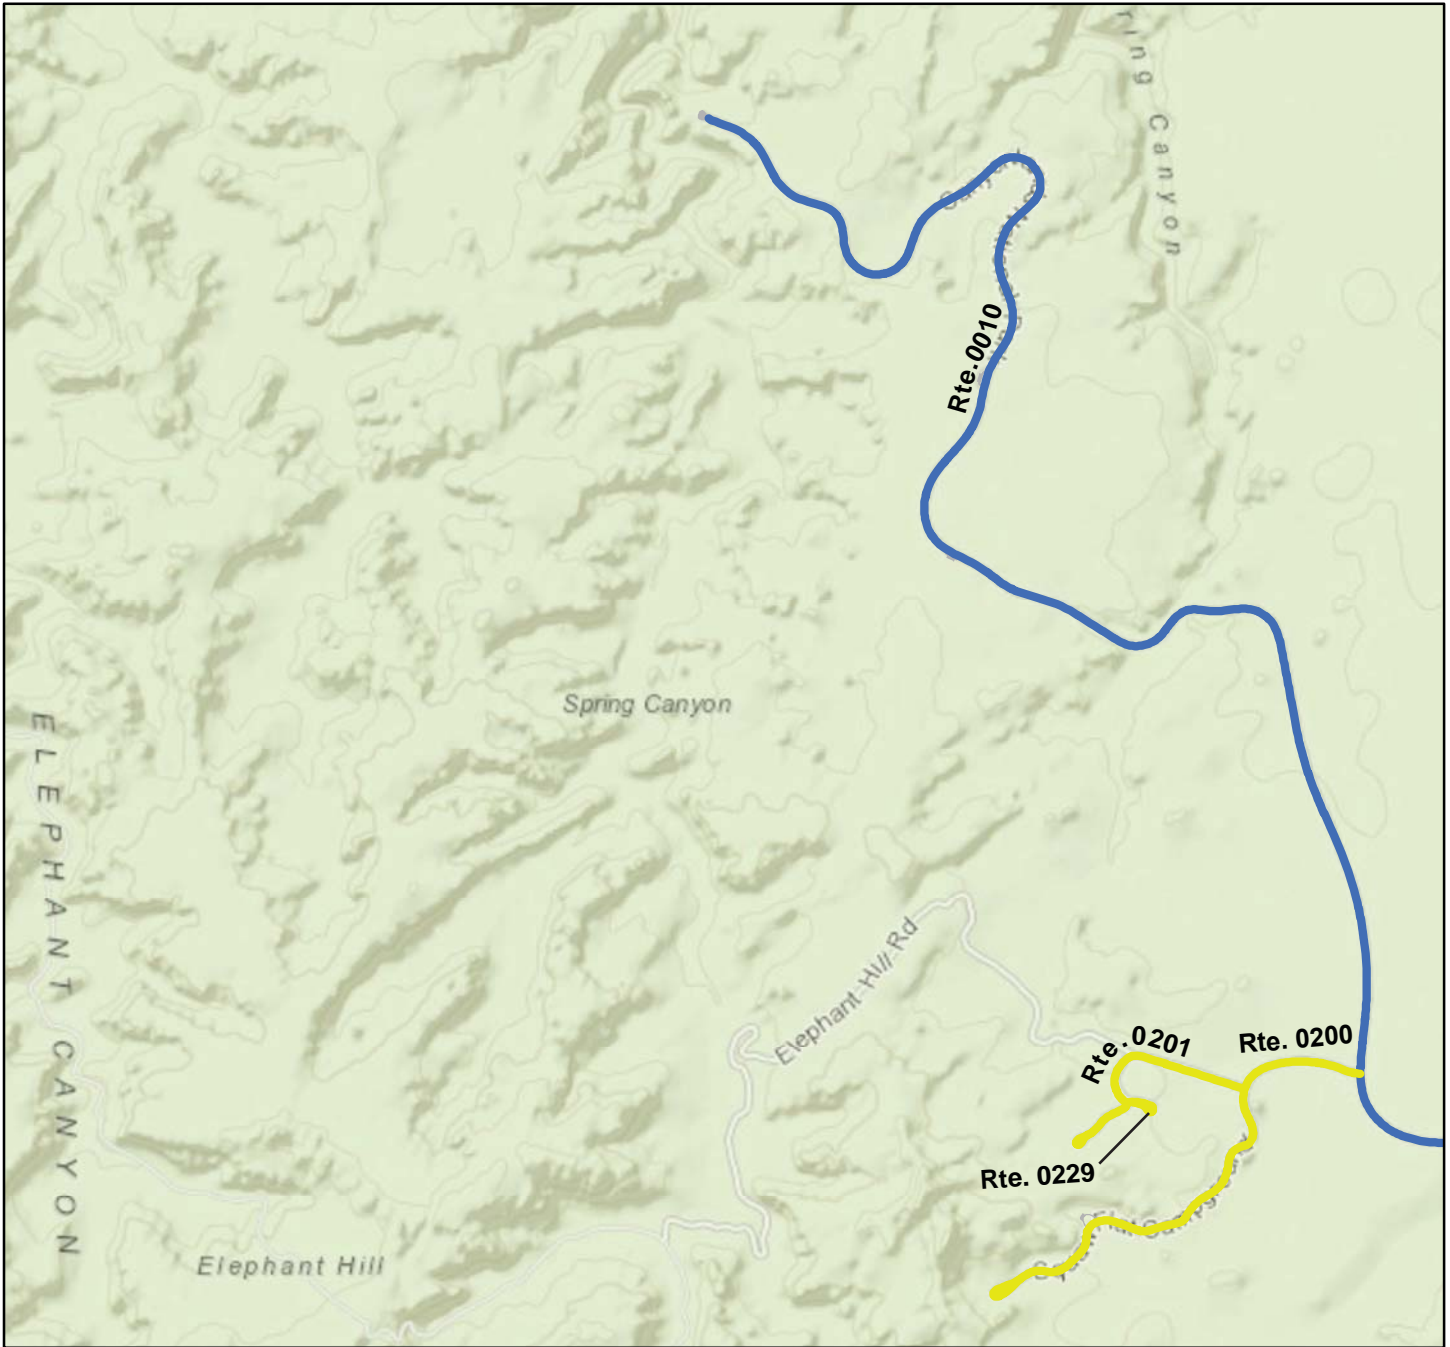 ring Canyon
Rte.0010
Spring Canyon
ELEPHANT CANYON
Elephant Hill Rd
Rte. 0201
Rte. 0200
Rte. 0229
Elephant Hill